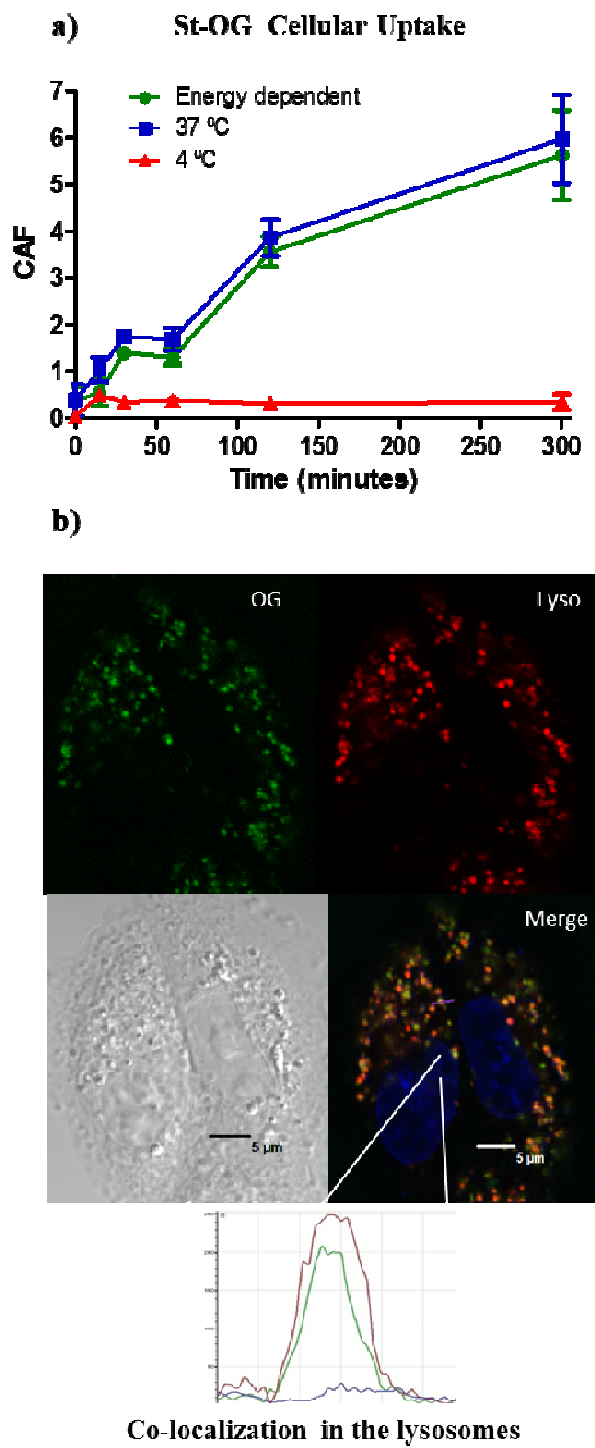 a) St-OG Cellular Uptake
7
6
5
4
3
2
1
0
CAF
Energy dependent
37 ºC
4 ºC
0 50 100 150 200 250 300
Time (minutes)
b)
OG
Lyso
Merge
5 µm
5 µm
Co-localization in the lysosomes